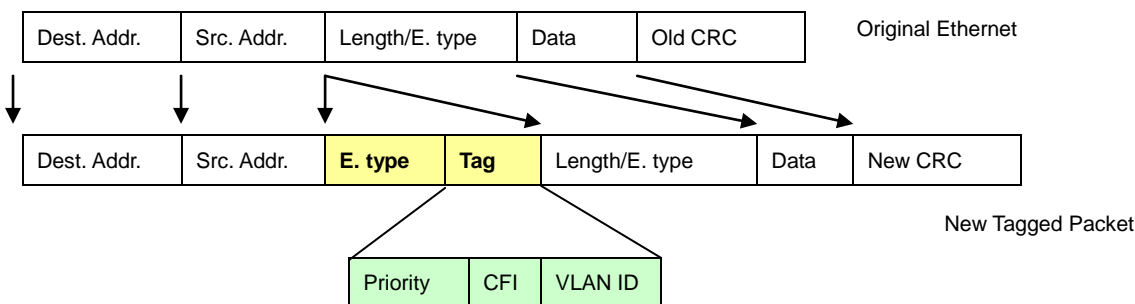 Dest. Addr. Src. Addr. Length/E. type Data Old CRC Original Ethernet
Dest. Addr. Src. Addr. E. type Tag Length/E. type Data New CRC
New Tagged Packet
Priority CFI VLAN ID